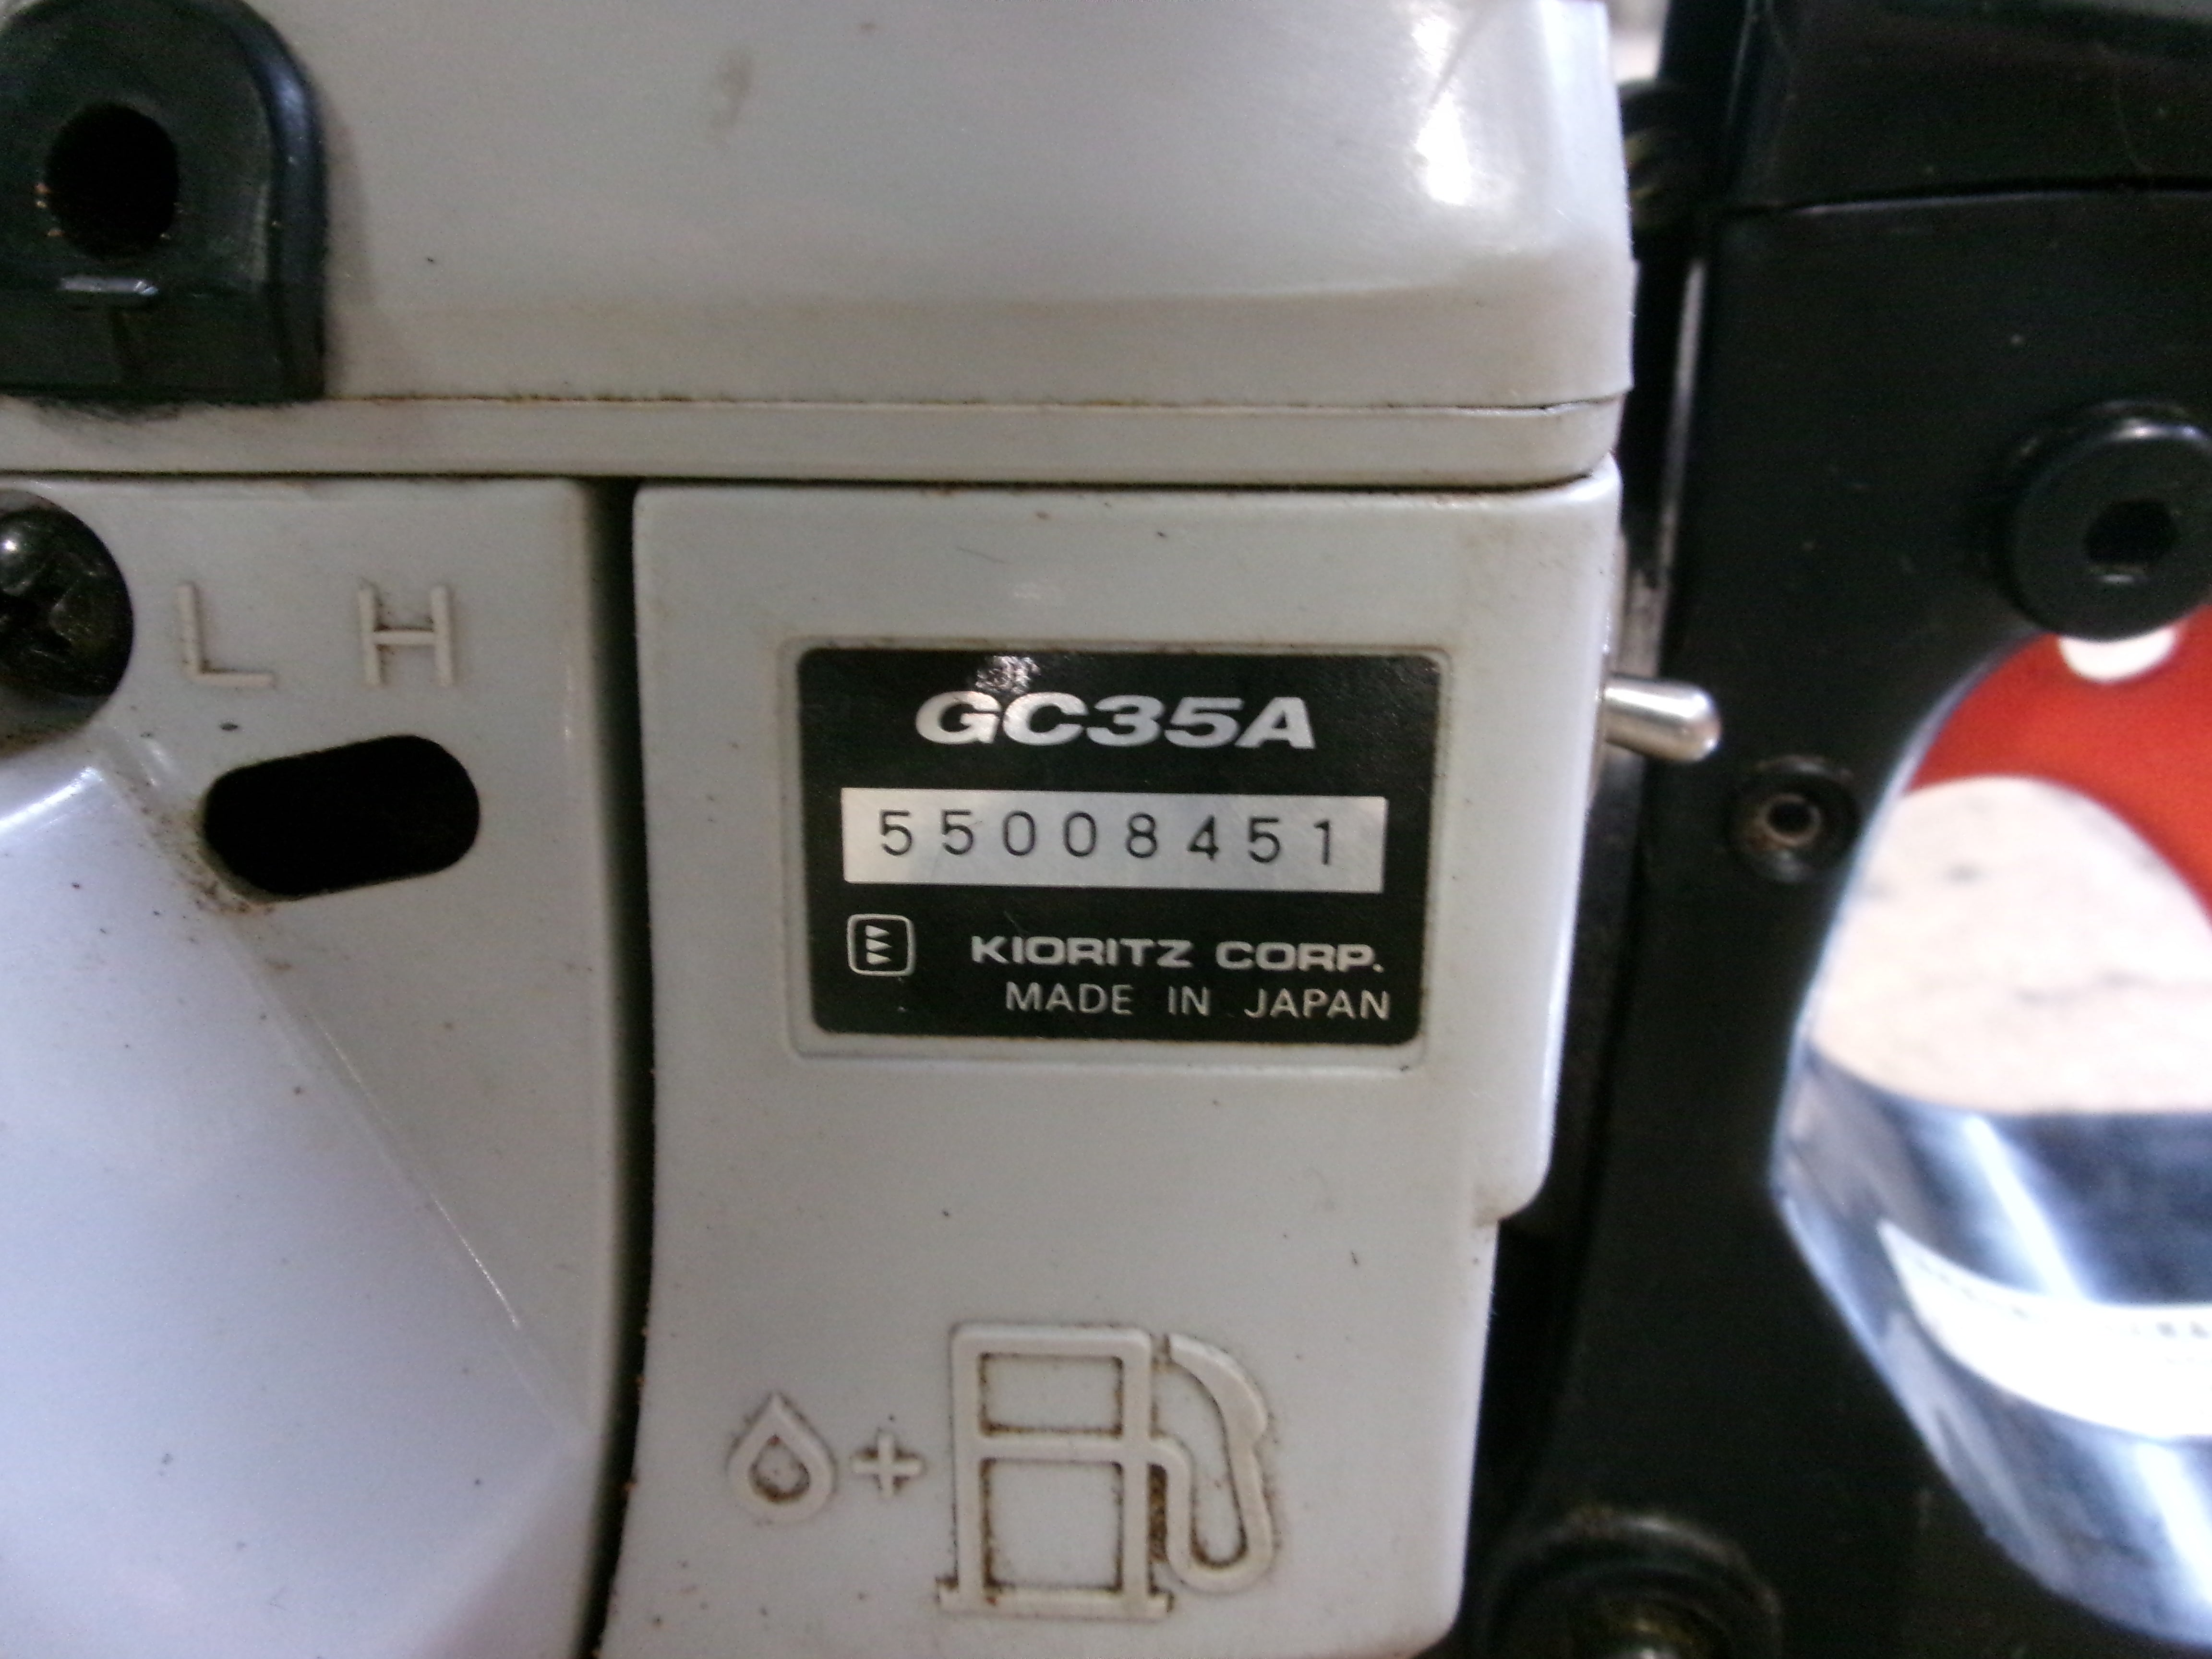 L H
GC35A
55008451
KIORITZ CORP.
MADE IN JAPAN
+